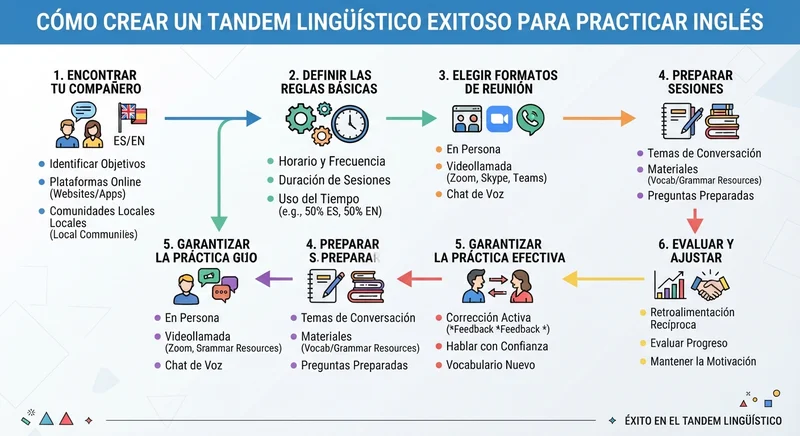 CÓMO CREAR UN TANDEM LINGÜÍSTICO EXITOSO PARA PRACTICAR INGLÉS
1. ENCONTRAR
TU COMPAÑERO
ES/EN
Identificar Objetivos
Plataformas Online
(Websites/Apps)
Comunidades Locales
Locales
(Local Communiles)
2. DEFINIR LAS
REGLAS BÁSICAS
Horario y Frecuencia
Duración de Sesiones
Uso del Tiempo
(e.g., 50% ES, 50% EN)
3. ELEGIR FORMATOS
DE REUNIÓN
En Persona
Videollamada
(Zoom, Skype, Teams)
Chat de Voz
4. PREPARAR
SESIONES
Temas de Conversación
Materiales
(Vocab/Grammar Resources)
Preguntas Preparadas
5. GARANTIZAR
LA PRÁCTICA GIJO
En Persona
Videollamada
(Zoom, Srammar Resources)
Chat de Voz
4. PREPARAR
S. PREPARAR
Temas de Conversación
Materiales
(Vocab/Grammar Resources)
Preguntas Preparadas
5. GARANTIZAR
LA PRÁCTICA EFECTIVA
Corrección Activa
(*Feedback *Feedback *)
Hablar con Confianza
Vocabulario Nuevo
6. EVALUAR Y
AJUSTAR
Retroalimentación
Recíproca
Evaluar Progreso
Mantener la Motivación
ÉXITO EN EL TANDEM LINGÜÍSTICO